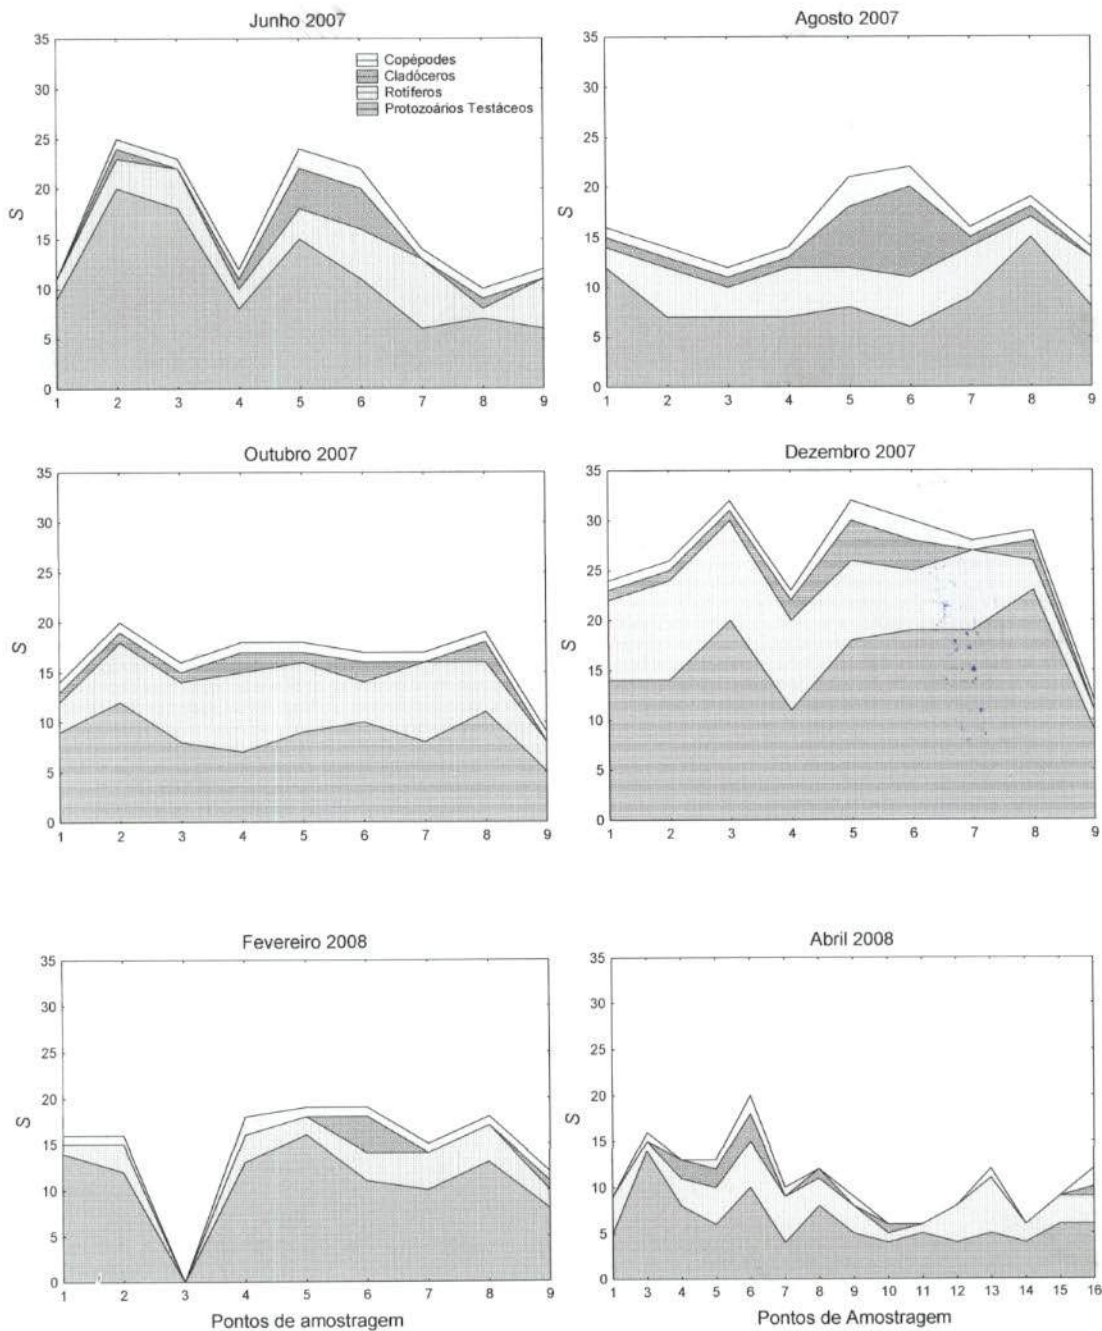 Junho 2007
35
30
25
20
15
10
5
0
S
Copépodes
Cladóceros
Rotíferos
Protozoários Testáceos
1 2 3 4 5 6 7 8 9
Agosto 2007
35
30
25
20
15
10
5
0
S
1 2 3 4 5 6 7 8 9
Outubro 2007
35
30
25
20
15
10
5
0
S
1 2 3 4 5 6 7 8 9
Dezembro 2007
35
30
25
20
15
10
5
0
S
1 2 3 4 5 6 7 8 9
Fevereiro 2008
35
30
25
20
15
10
5
0
S
1 2 3 4 5 6 7 8 9
Pontos de amostragem
Abril 2008
35
30
25
20
15
10
5
0
S
1 3 4 5 6 7 8 9 10 11 12 13 14 15 16
Pontos de Amostragem